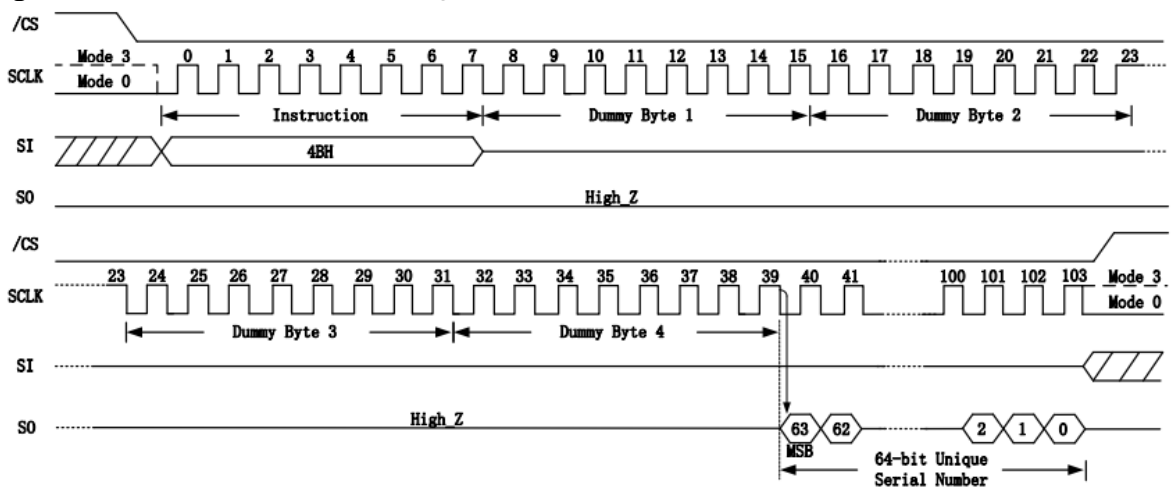 /CS
Mode 3 0 1 2 3 4 5 6 7 8 9 10 11 12 13 14 15 16 17 18 19 20 21 22 23
SCLK
Mode 0
Instruction Dummy Byte 1 Dummy Byte 2
SI
4BH
SO
High_Z
/CS
23 24 25 26 27 28 29 30 31 32 33 34 35 36 37 38 39 40 41 100 101 102 103 Mode 3
SCLK
Mode 0
Dummy Byte 3 Dummy Byte 4
SI
High_Z
SO
63 62 2 1 0
MSB
64-bit Unique
Serial Number